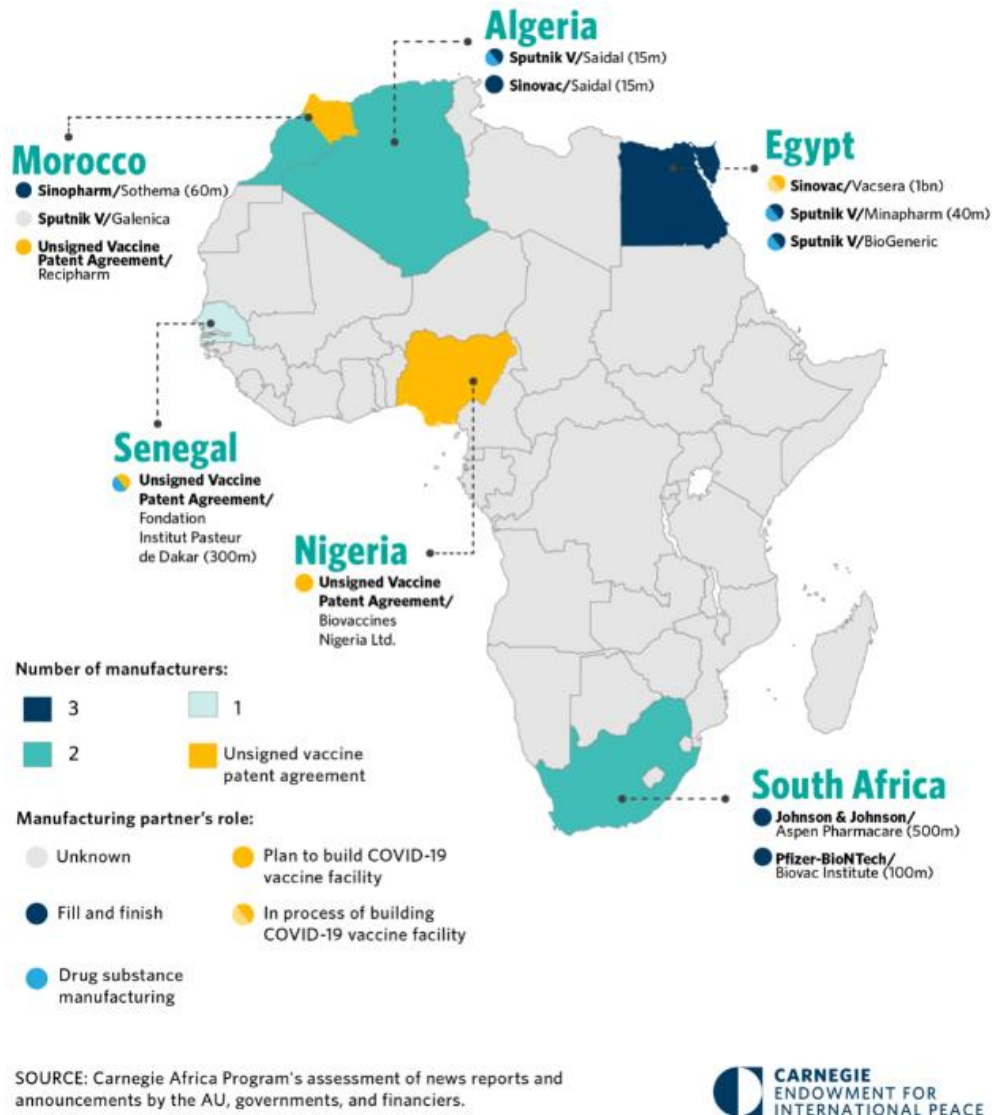 Algeria
Sputnik V/Saidal (15m)
Sinovac/Saidal (15m)
Morocco
Sinopharm/Sothema (60m)
Sputnik V/Galenica
Unsigned Vaccine
Patent Agreement/
Recipharm
Egypt
Sinovac/Vacsera (1bn)
Sputnik V/Minapharm (40m)
Sputnik V/BioGeneric
Senegal
Unsigned Vaccine
Patent Agreement/
Fondation
Institut Pasteur
de Dakar (300m)
Nigeria
Unsigned Vaccine
Patent Agreement/
Biovaccines
Nigeria Ltd.
Number of manufacturers:
3
1
2
Unsigned vaccine
patent agreement
South Africa
Johnson & Johnson/
Aspen Pharmacare (500m)
Pfizer-BioNTech/
Biovac Institute (100m)
Manufacturing partner's role:
Unknown
Plan to build COVID-19
vaccine facility
Fill and finish
In process of building
COVID-19 vaccine facility
Drug substance
manufacturing
SOURCE: Carnegie Africa Program's assessment of news reports and
announcements by the AU, governments, and financiers.
CARNEGIE
ENDOWMENT FOR
INTERNATIONAL PEACE